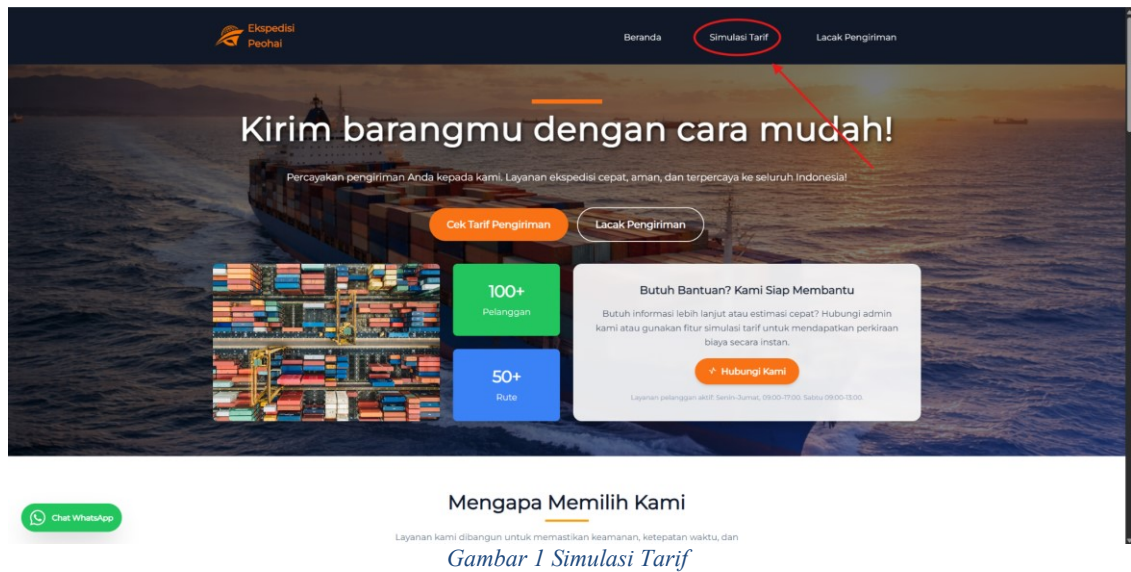 Ekspedisi
Peohai
Beranda
Simulasi Tarif
Lacak Pengiriman
Kirim barangmu dengan cara mudah!
Percayakan pengiriman Anda kepada kami. Layanan ekspedisi cepat, aman, dan terpercaya ke seluruh Indonesia!
Cek Tarif Pengiriman
Lacak Pengiriman
100+
Pelanggan
50+
Rute
Butuh Bantuan? Kami Siap Membantu
Butuh informasi lebih lanjut atau estimasi cepat? Hubungi admin
kami atau gunakan fitur simulasi tarif untuk mendapatkan perkiraan
biaya secara instan.
Hubungi Kami
Layanan pelanggan aktif: Senin-Jumat, 09:00-17:00. Sabtu 09:00-13:00.
Mengapa Memilih Kami
Layanan kami dibangun untuk memastikan keamanan, ketepatan waktu, dan
Chat WhatsApp
Gambar 1 Simulasi Tarif